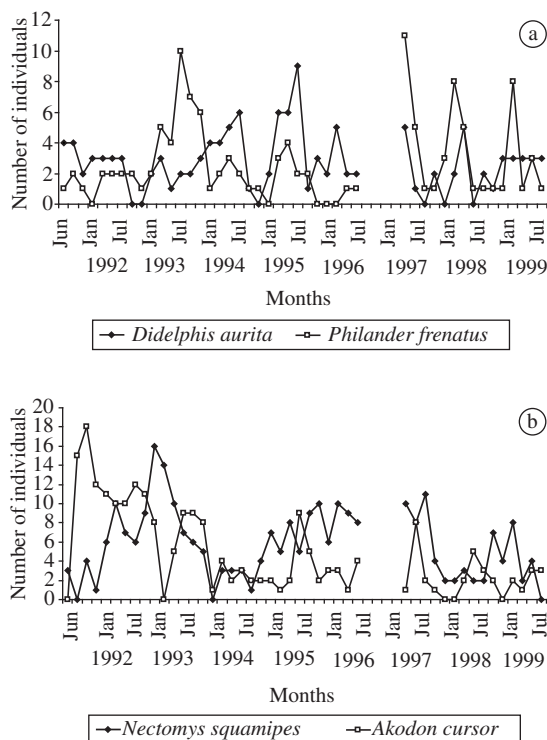 a
Number of individuals
12
10
8
6
4
2
0
Jun Jan Jul Jan Jul Jan Jul Jan Jul Jan Jul Jan Jul Jan Jul Jan Jul
1992 1993 1994 1995 1996 1997 1998 1999
Months
Didelphis aurita Philander frenatus
b
Number of individuals
20
18
16
14
12
10
8
6
4
2
0
Jun Jan Jul Jan Jul Jan Jul Jan Jul Jan Jul Jan Jul Jan Jul Jan Jul
1992 1993 1994 1995 1996 1997 1998 1999
Months
Nectomys squamipes Akodon cursor